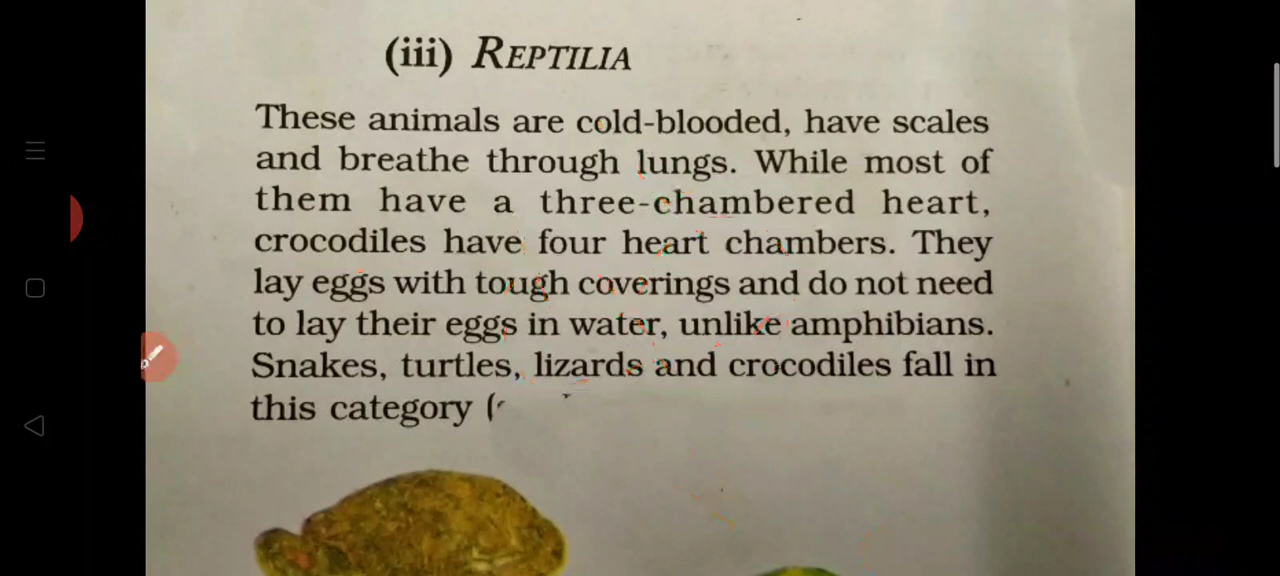 (iii) REPTILIA
These animals are cold-blooded, have scales
and breathe through lungs. While most of
them have a three-chambered heart,
crocodiles have four heart chambers. They
lay eggs with tough coverings and do not need
to lay their eggs in water, unlike amphibians.
Snakes, turtles, lizards and crocodiles fall in
this category (